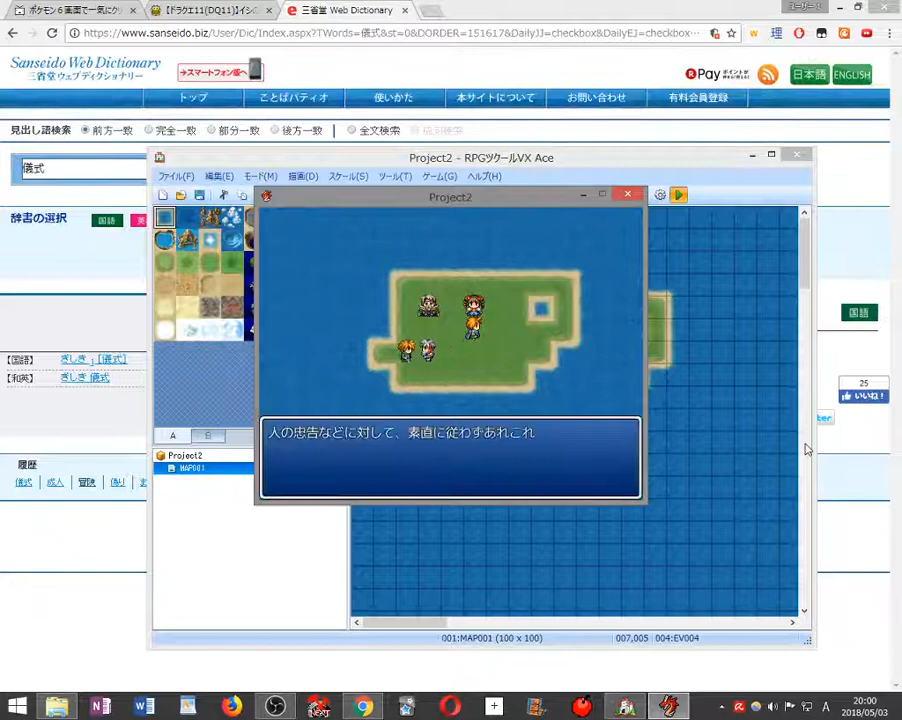 ポケモン６画面で一気にクリ
【ドラクエ11(DQ11)】イシの
三省堂 Web Dictionary
https://www.sanseido.biz/User/Dic/Index.aspx?TWords=儀式&st=0&DORDER=151617&DailyJJ=checkbox&DailyEJ=checkbox&
Sanseido Web Dictionary
三省堂ウェブディクショナリー
→スマートフォン版へ
R Pay ポイントが
日本語
ENGLISH
トップ
ことばパティオ
使いかた
本サイトについて
お問い合わせ
有料会員登録
見出し語検索
前方一致
完全一致
部分一致
後方一致
全文検索
儀式
辞書の選択
国語
Project2 - RPGツクールVX Ace
ファイル(F)
編集(E)
モード(M)
描画(D)
スケール(S)
ツール(T)
ゲーム(G)
ヘルプ(H)
Project2
人の忠告などに対して、素直に従わずあれこれ
A
B
Project2
MAP001
001:MAP001 (100 x 100)
007,005
004:EV004
国語
【国語】
ぎしき 1【儀式】
【和英】
ぎしき 儀式
25
いいね!
tter
履歴
儀式
成人
冒険
偽り
A
20:00
2018/05/03